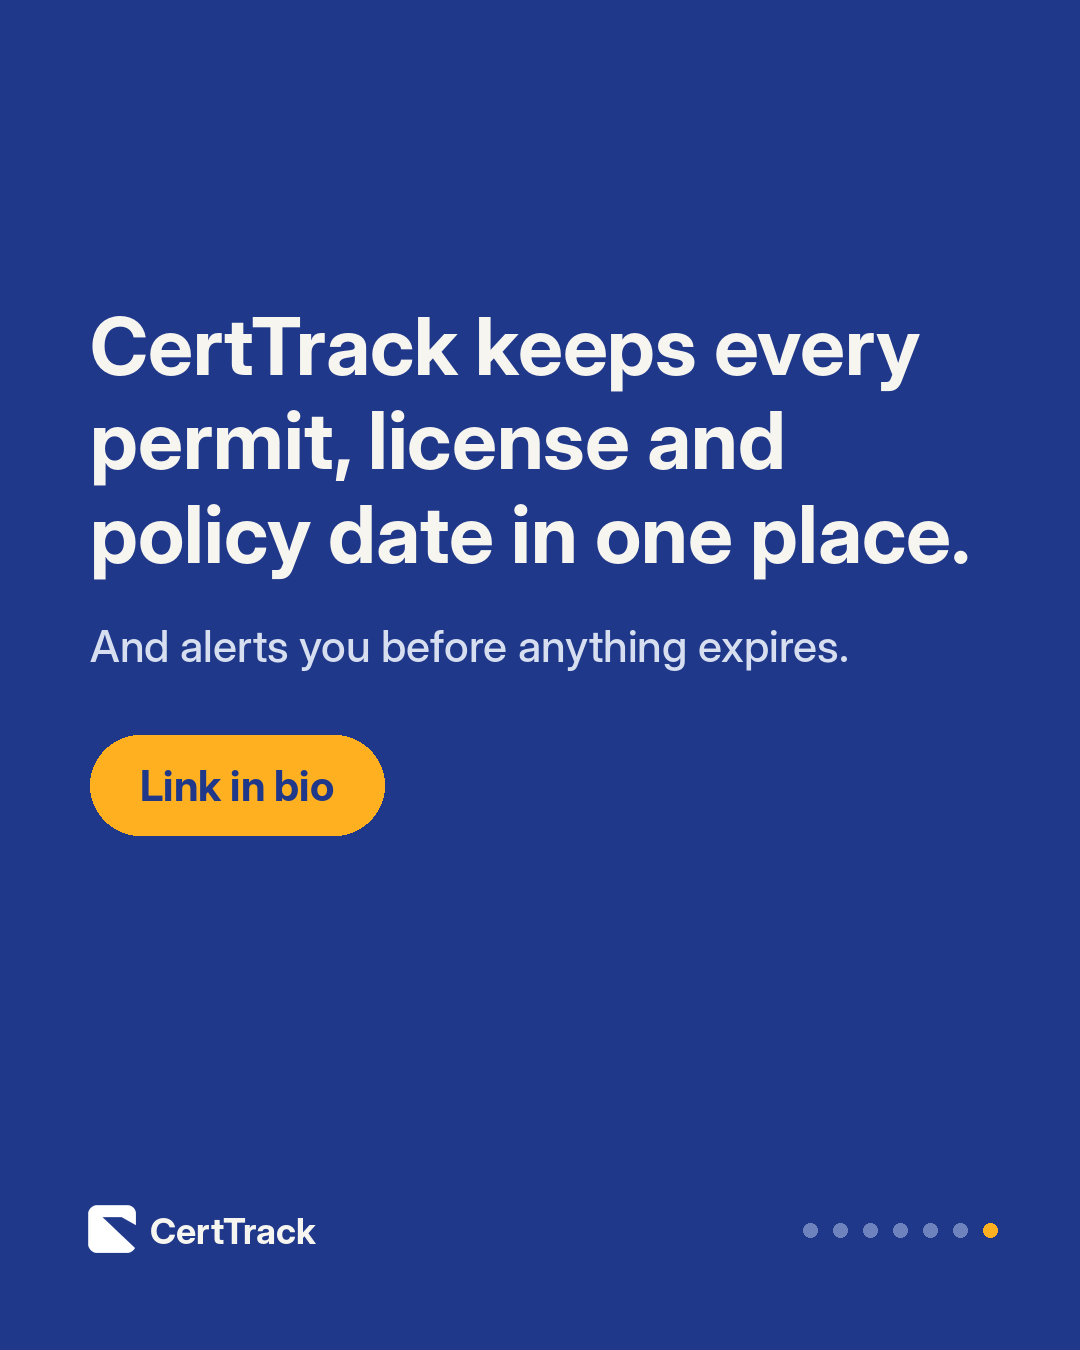 CertTrack keeps every
permit, license and
policy date in one place.
And alerts you before anything expires.
Link in bio
CertTrack